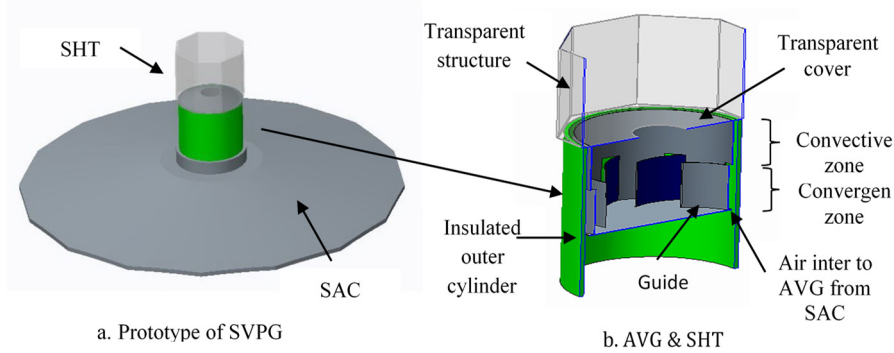 SHT
SAC
a. Prototype of SVPG
Transparent
structure
Transparent
cover
Convective
zone
Convergen
zone
Insulated
outer
cylinder
Guide
Air inter to
AVG from
SAC
b. AVG & SHT